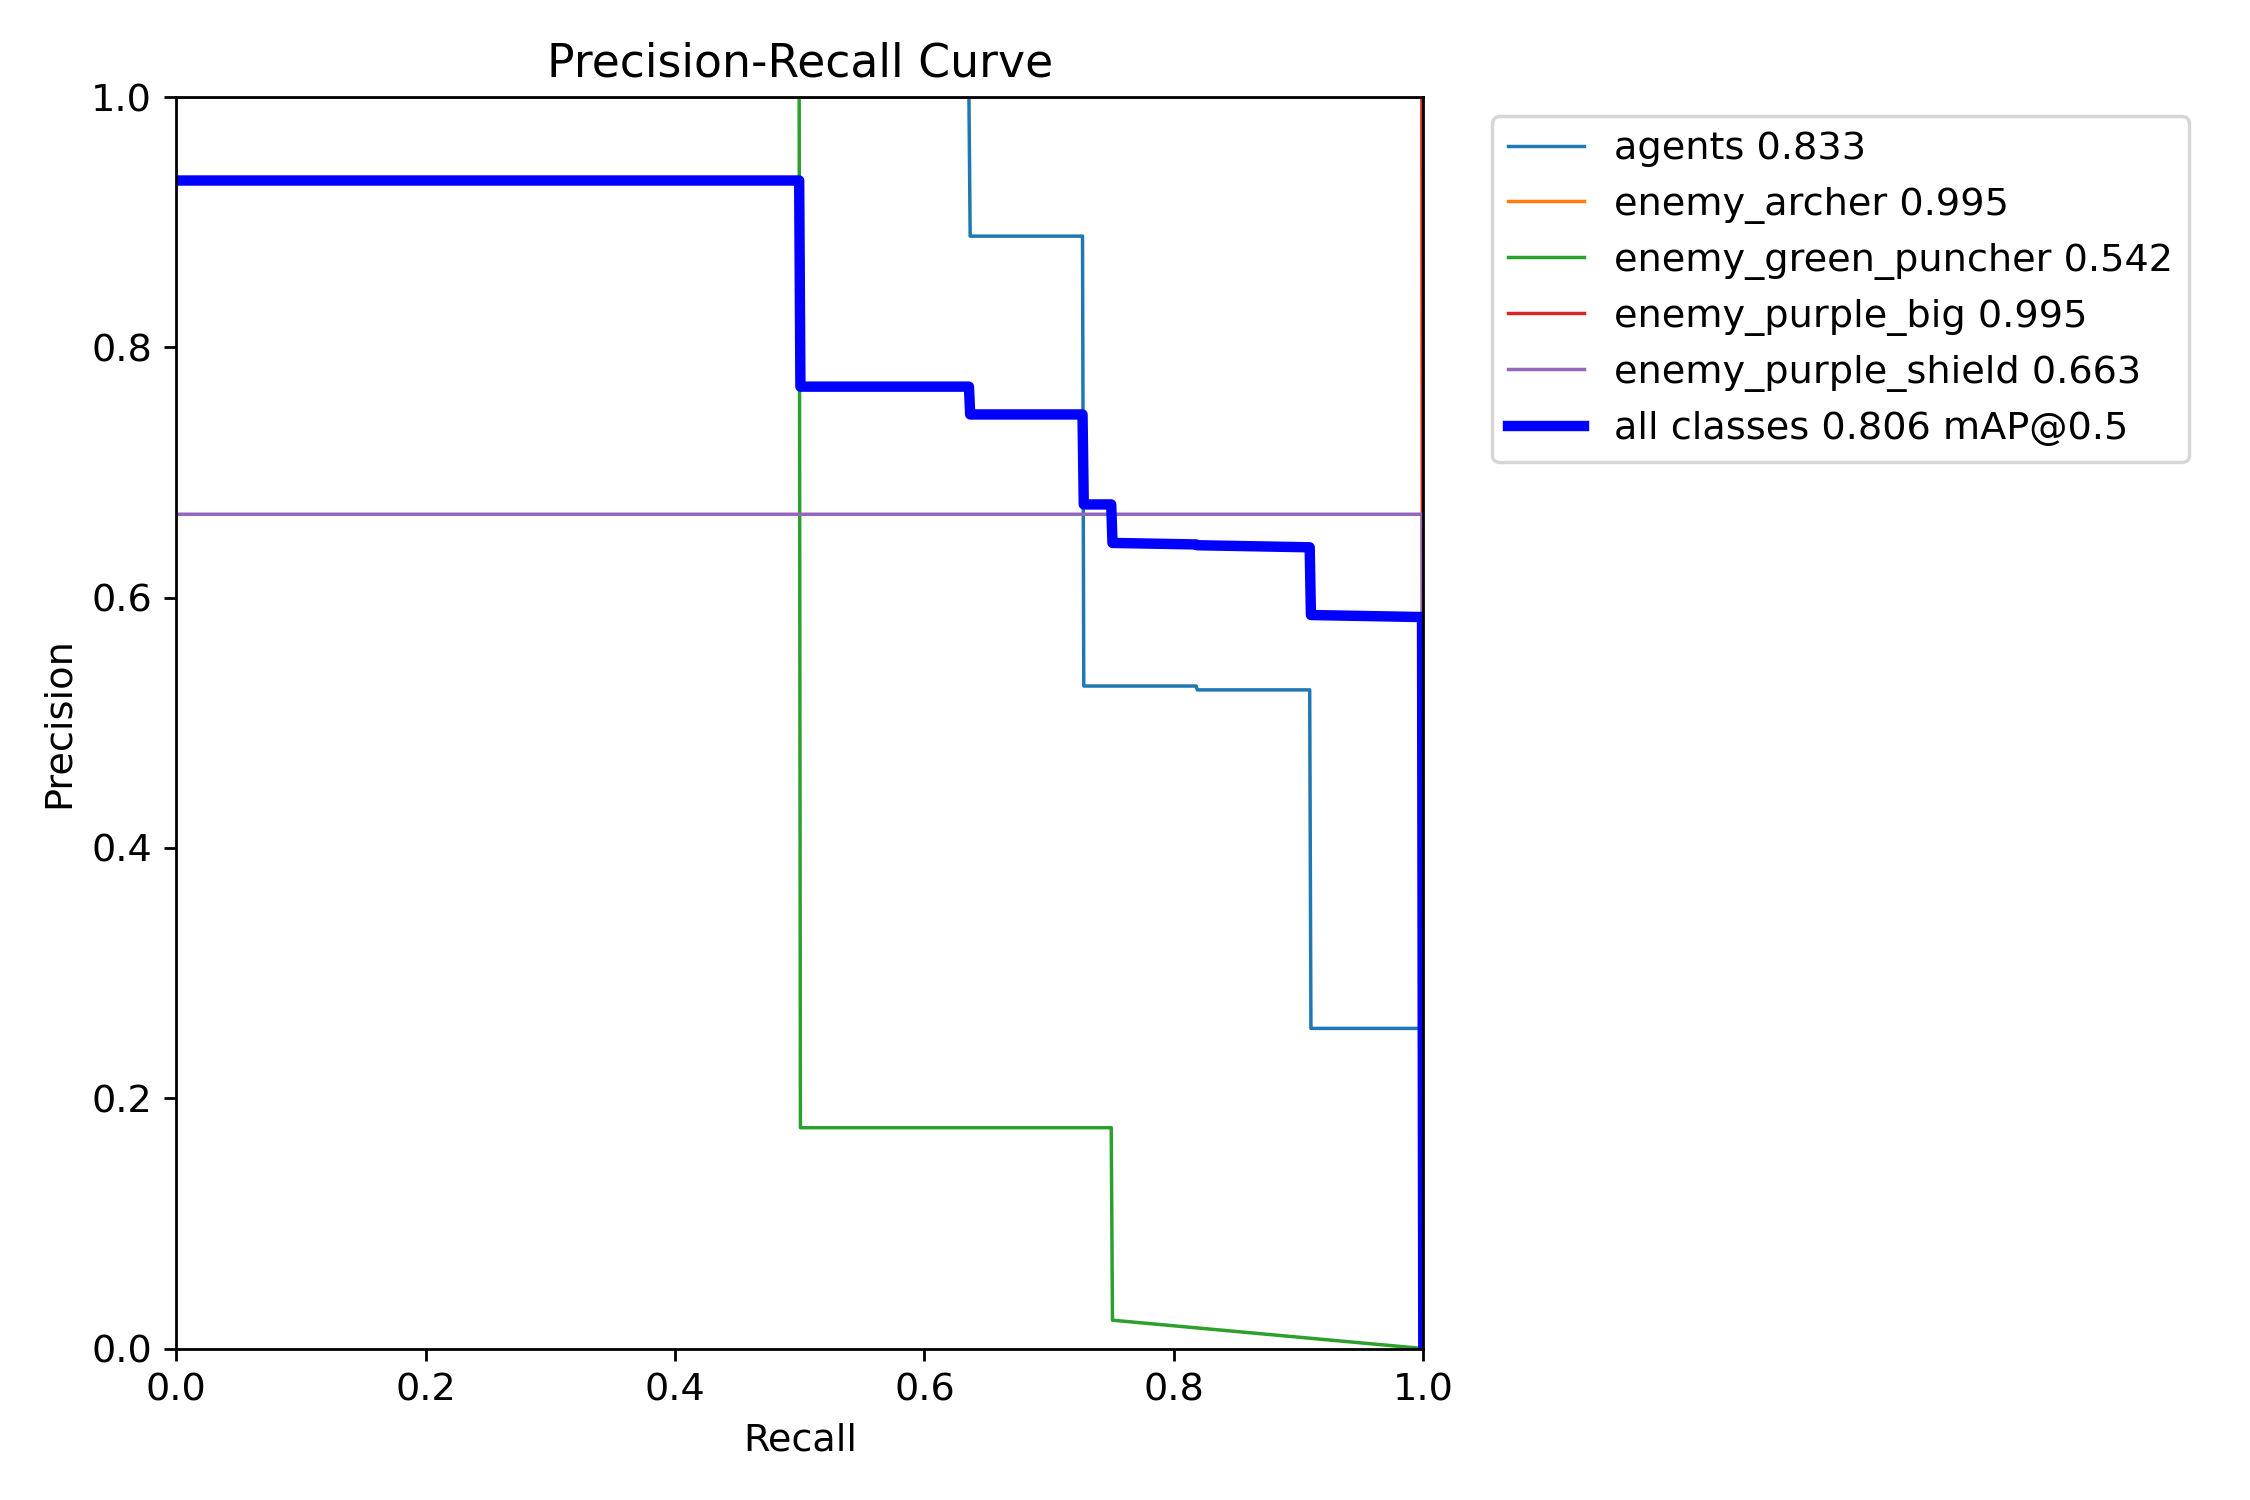 Precision-Recall Curve
1.0
0.8
0.6
0.4
0.2
0.0
Precision
0.0 0.2 0.4 0.6 0.8 1.0
Recall
agents 0.833
enemy_archer 0.995
enemy_green_puncher 0.542
enemy_purple_big 0.995
enemy_purple_shield 0.663
all classes 0.806 mAP@0.5